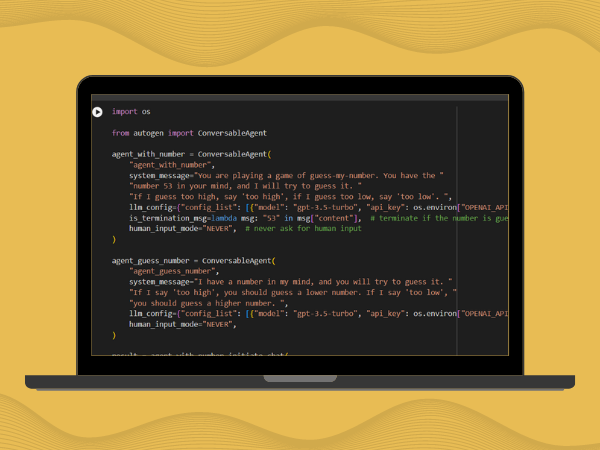 import os
from autogen import ConversableAgent
agent_with_number = ConversableAgent(
"agent_with_number",
system_message="You are playing a game of guess-my-number. You have the "
"number 53 in your mind, and I will try to guess it. "
"If I guess too high, say 'too high', if I guess too low, say 'too low'. ",
llm_config={"config_list": [{"model": "gpt-3.5-turbo", "api_key": os.environ["OPENAI_API
is_termination_msg=lambda msg: "53" in msg["content"], # terminate if the number is gue
human_input_mode="NEVER", # never ask for human input
)
agent_guess_number = ConversableAgent(
"agent_guess_number",
system_message="I have a number in my mind, and you will try to guess it. "
"If I say 'too high', you should guess a lower number. If I say 'too low', "
"you should guess a higher number. ",
llm_config={"config_list": [{"model": "gpt-3.5-turbo", "api_key": os.environ["OPENAI_API
human_input_mode="NEVER",
)
result = agent_with_number.initiate_chat(